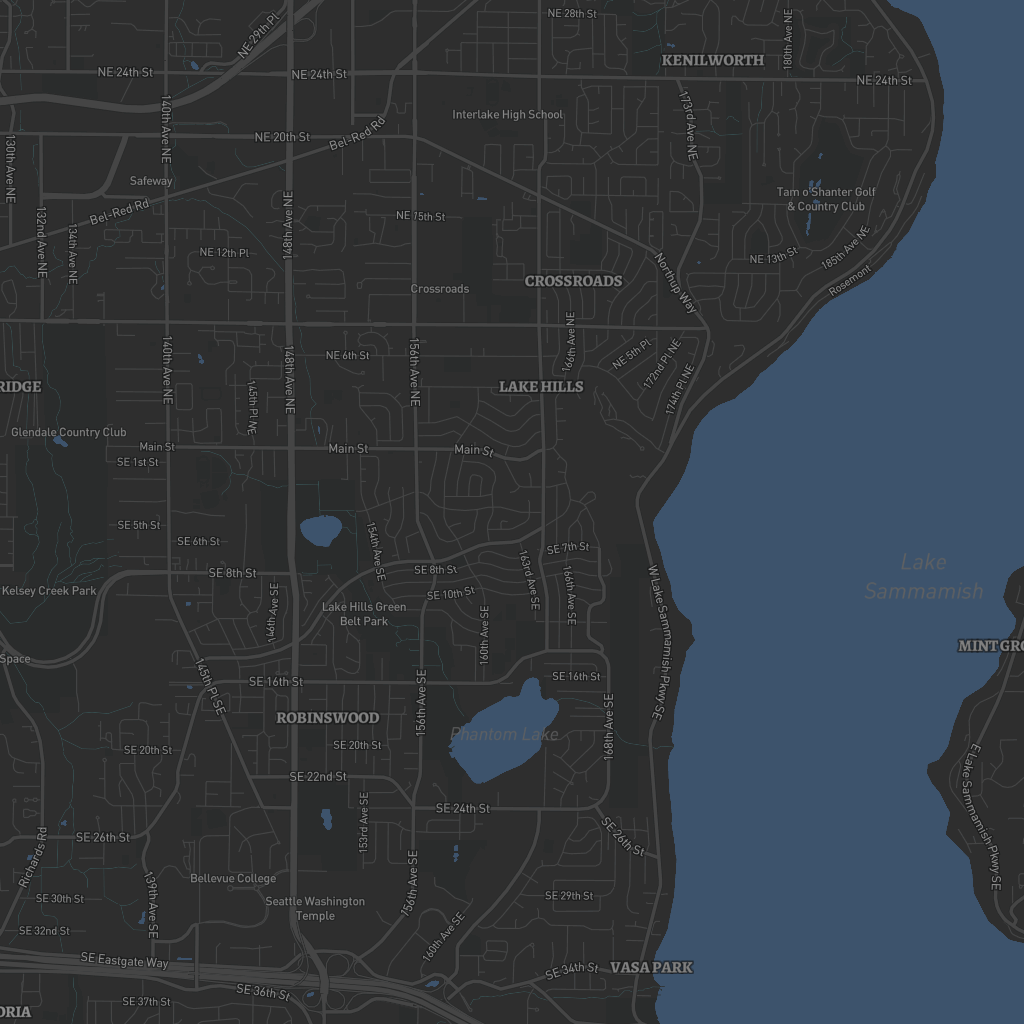 NE 28th St
180th Ave NE
NE 29th Pl
KENILWORTH
NE 24th St
NE 24th St
NE 24th St
140th Ave NE
173rd Ave NE
Interlake High School
NE 20th St
Bel-Red Rd
130th Ave NE
Safeway
Tam o Shanter Golf
& Country Club
Bel-Red Rd
132nd Ave NE
134th Ave NE
148th Ave NE
NE 15th St
NE 12th Pl
NE 13th St
185th Ave NE
Rosemont
Northup Way
CROSSROADS
Crossroads
140th Ave NE
148th Ave NE
156th Ave NE
166th Ave NE
NE 6th St
NE 5th Pl
172nd Pl NE
174th Pl NE
RIDGE
LAKE HILLS
145th Pl NE
Glendale Country Club
Main St
Main St
Main St
SE 1st St
SE 5th St
SE 6th St
154th Ave SE
SE 7th St
SE 8th St
SE 8th St
163rd Ave SE
166th Ave SE
Lake
Sammamish
Kelsey Creek Park
SE 10th St
146th Ave SE
Lake Hills Green
Belt Park
160th Ave SE
W Lake Sammamish Pkwy SE
MINT GRO
Space
145th Pl SE
SE 16th St
SE 16th St
156th Ave SE
168th Ave SE
ROBINSWOOD
Phantom Lake
SE 20th St
SE 20th St
SE 22nd St
E Lake Sammamish Pkwy SE
153rd Ave SE
SE 24th St
SE 26th St
SE 26th St
Richards Rd
139th Ave SE
Bellevue College
156th Ave SE
SE 29th St
SE 30th St
Seattle Washington
Temple
160th Ave SE
SE 32nd St
SE Eastgate Way
SE 34th St
VASA PARK
SE 36th St
SE 37th St
ORIA